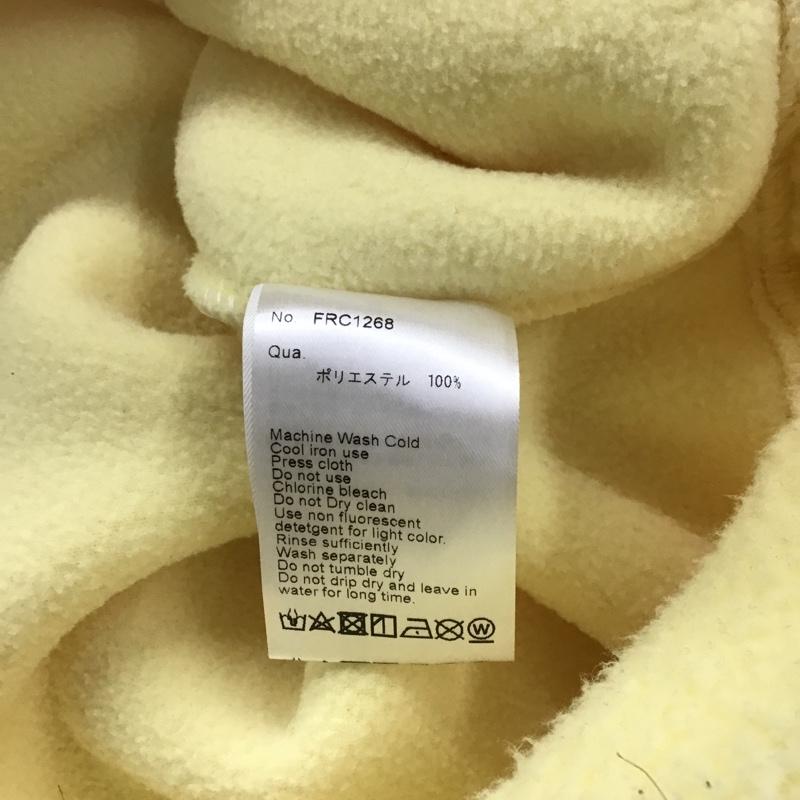 No. FRC1268
Qua.
ポリエステル 100%
Machine Wash Cold
Cool iron use
Press cloth
Do not use
Chlorine bleach
Do not Dry clean
Use non fluorescent
detetgent for light color.
Rinse sufficiently
Wash separately
Do not tumble dry
Do not drip dry and leave in
water for long time.
W